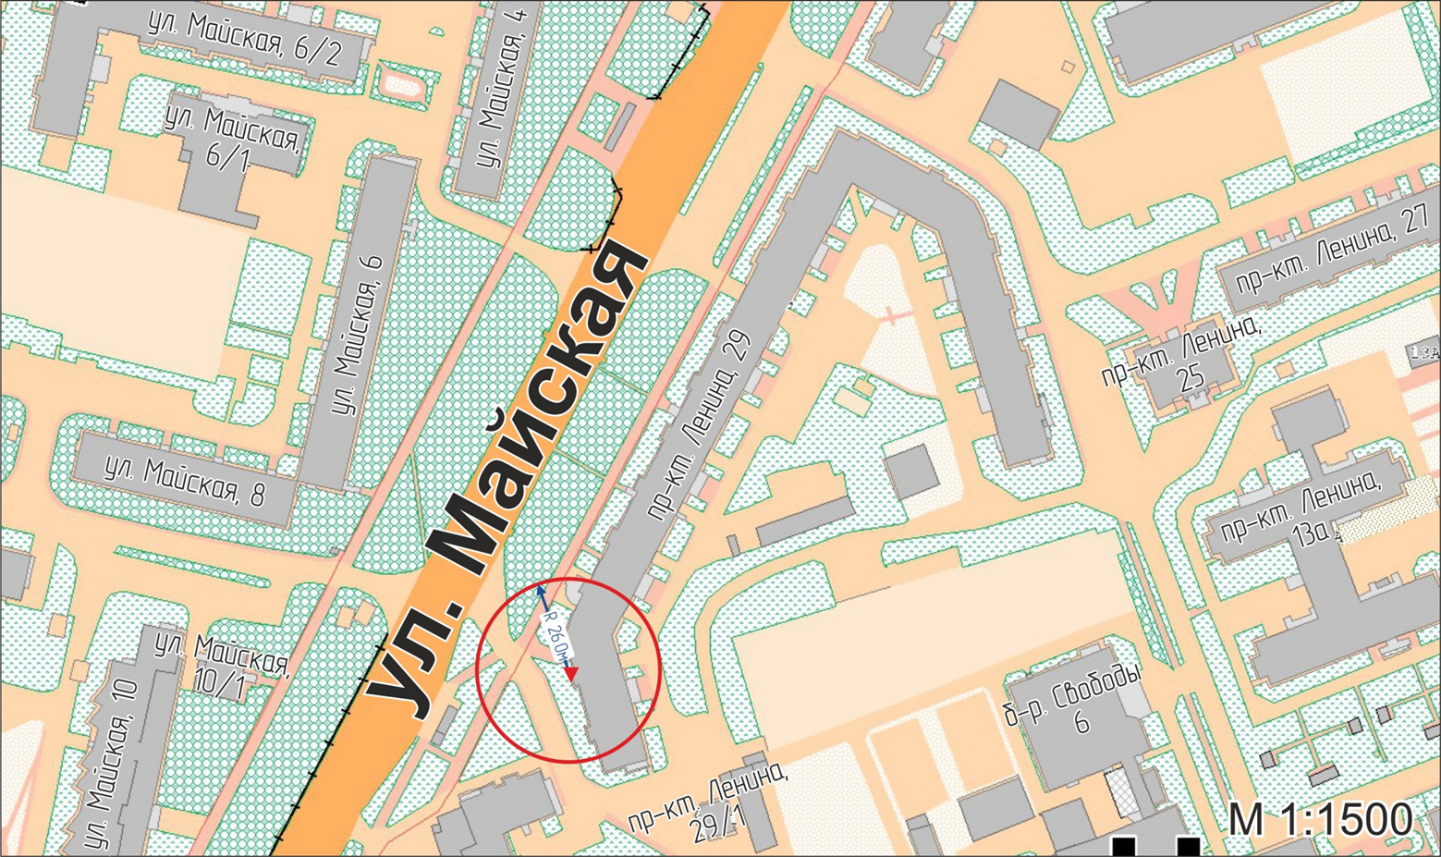 ул. Майская, 6/2
ул. Майская, 4
ул. Майская,
6/1
ул. Майская, 6
ул. Майская, 8
ул. Майская
пр-кт. Ленина, 29
пр-кт. Ленина, 27
пр-кт. Ленина,
25
13а
пр-кт. Ленина,
13а
R 26.0м
ул. Майская,
10/1
ул. Майская, 10
б-р. Свободы
6
пр-кт. Ленина,
29/1
М 1:1500